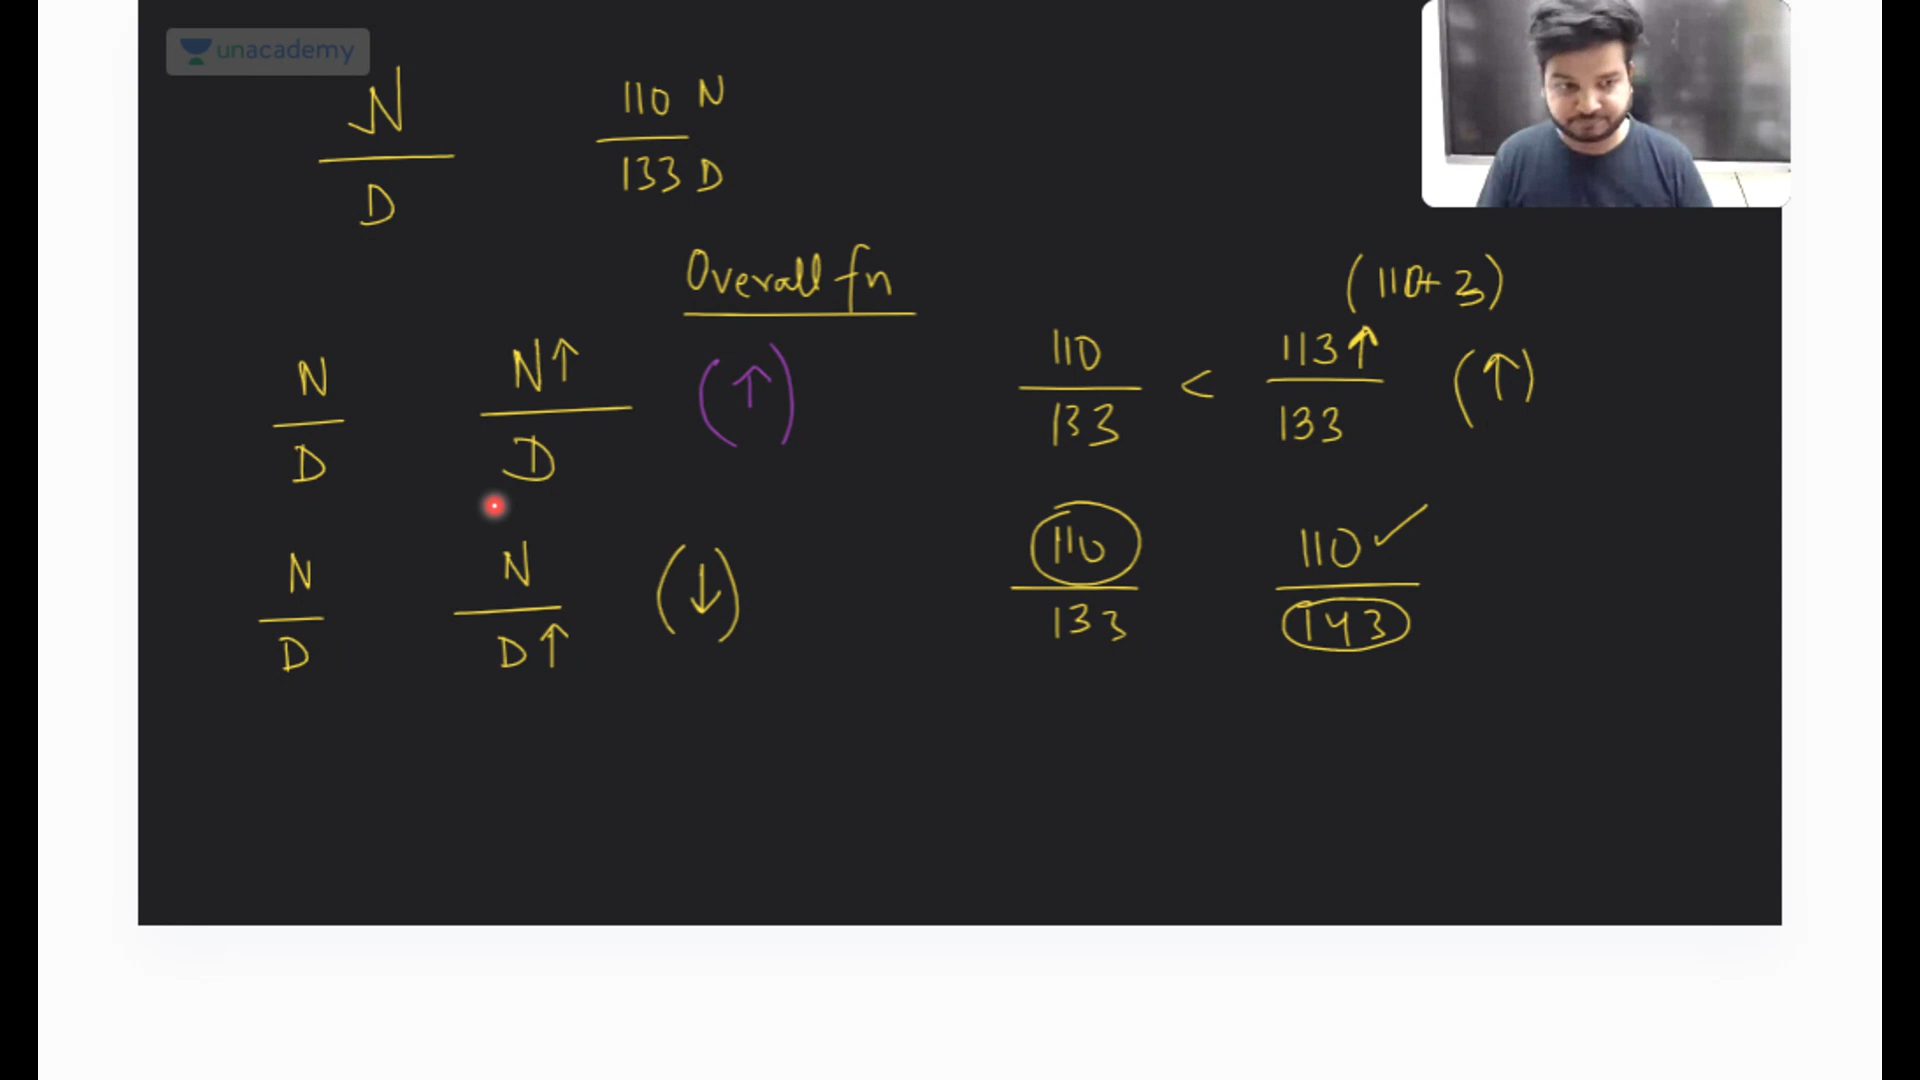 unacademy
N 110 N
D 133 D
Overall fn
(110+3)
N N↑ (↑) 110 < 113↑ (↑)
D D 133 133
N N (↓) 110 110 ✓
D D↑ 133 143